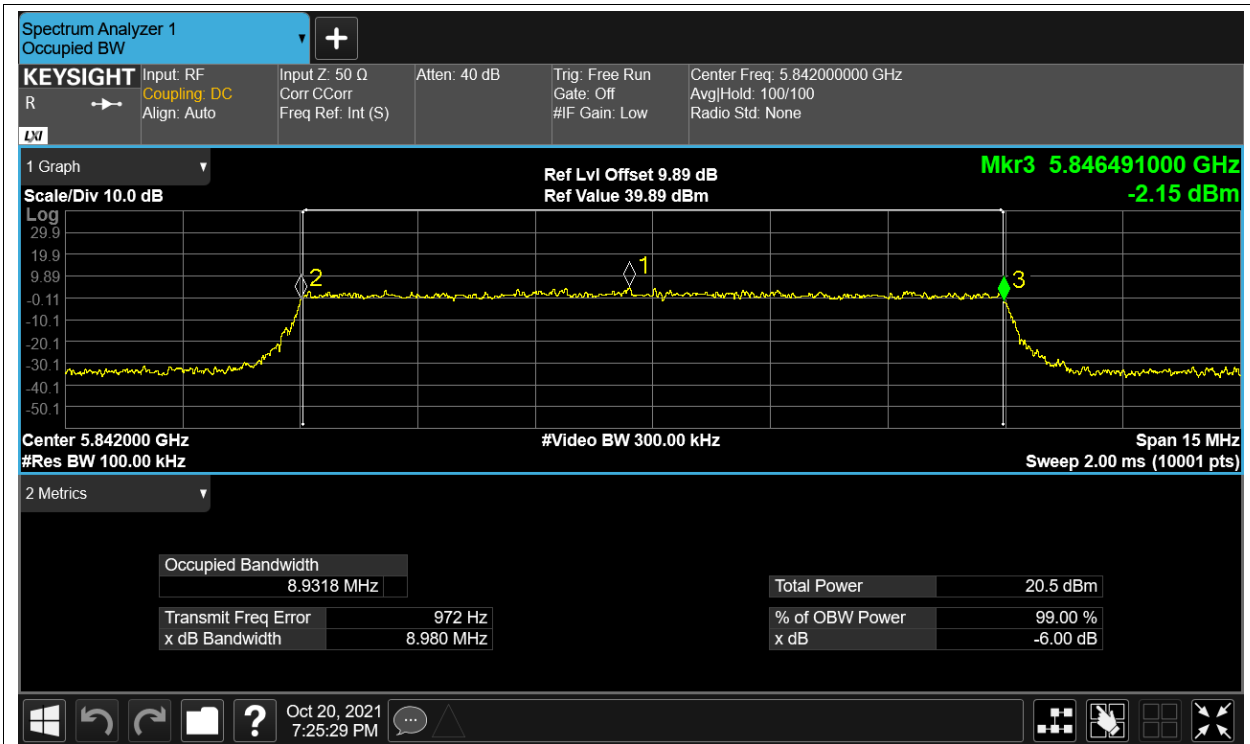 Spectrum Analyzer 1
Occupied BW
KEYSIGHT
R
LXI
Input: RF
Coupling: DC
Align: Auto
Input Z: 50 Ω
Corr CCorr
Freq Ref: Int (S)
Atten: 40 dB
Trig: Free Run
Gate: Off
#IF Gain: Low
Center Freq: 5.842000000 GHz
Avg|Hold: 100/100
Radio Std: None
1 Graph
Scale/Div 10.0 dB
Ref Lvl Offset 9.89 dB
Ref Value 39.89 dBm
Mkr3 5.846491000 GHz
-2.15 dBm
Log
29.9
19.9
9.89
-0.11
-10.1
-20.1
-30.1
-40.1
-50.1
2
1
3
Center 5.842000 GHz
#Video BW 300.00 kHz
Span 15 MHz
#Res BW 100.00 kHz
Sweep 2.00 ms (10001 pts)
2 Metrics
Occupied Bandwidth
8.9318 MHz
Total Power 20.5 dBm
Transmit Freq Error 972 Hz
% of OBW Power 99.00 %
x dB Bandwidth 8.980 MHz
x dB -6.00 dB
?
Oct 20, 2021
7:25:29 PM